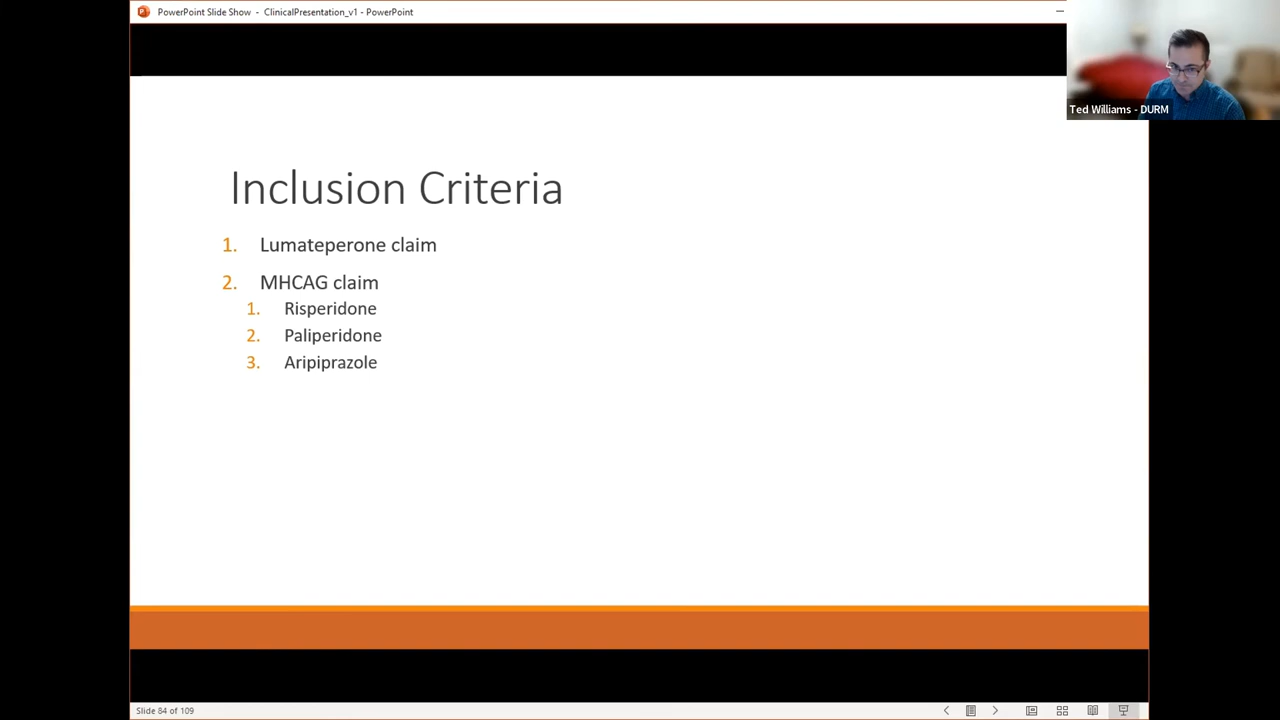 PowerPoint Slide Show - ClinicalPresentation_v1 - PowerPoint
Ted Williams - DURM
Inclusion Criteria
1. Lumateperone claim
2. MHCAG claim
1. Risperidone
2. Paliperidone
3. Aripiprazole
Slide 84 of 109